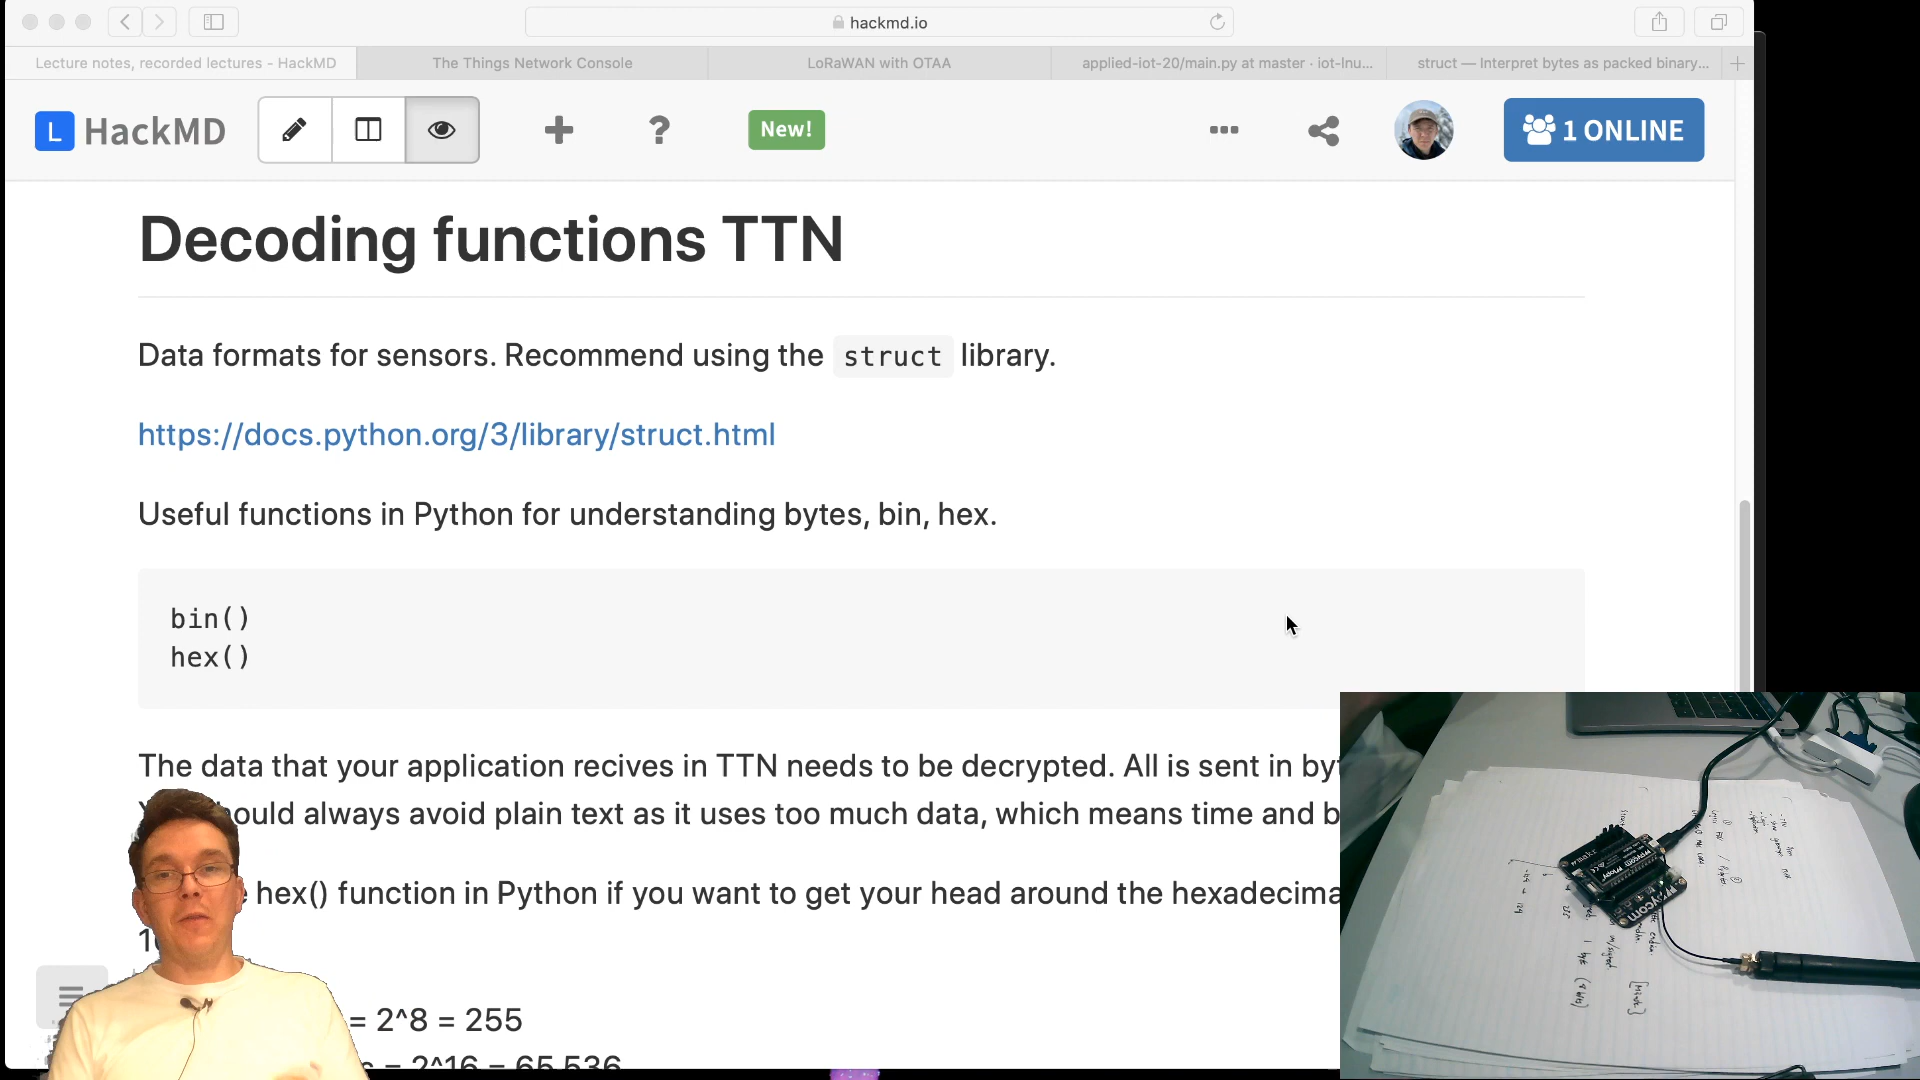 hackmd.io
Lecture notes, recorded lectures - HackMD
The Things Network Console
LoRaWAN with OTAA
applied-iot-20/main.py at master · iot-lnu...
struct — Interpret bytes as packed binary...
L HackMD
New!
1 ONLINE
Decoding functions TTN
Data formats for sensors. Recommend using the struct library.
https://docs.python.org/3/library/struct.html
Useful functions in Python for understanding bytes, bin, hex.
bin()
hex()
The data that your application recives in TTN needs to be decrypted. All is sent in by
ould always avoid plain text as it uses too much data, which means time and b
hex() function in Python if you want to get your head around the hexadecima
= 2^8 = 255
= 2^16 = 65,536
pycom